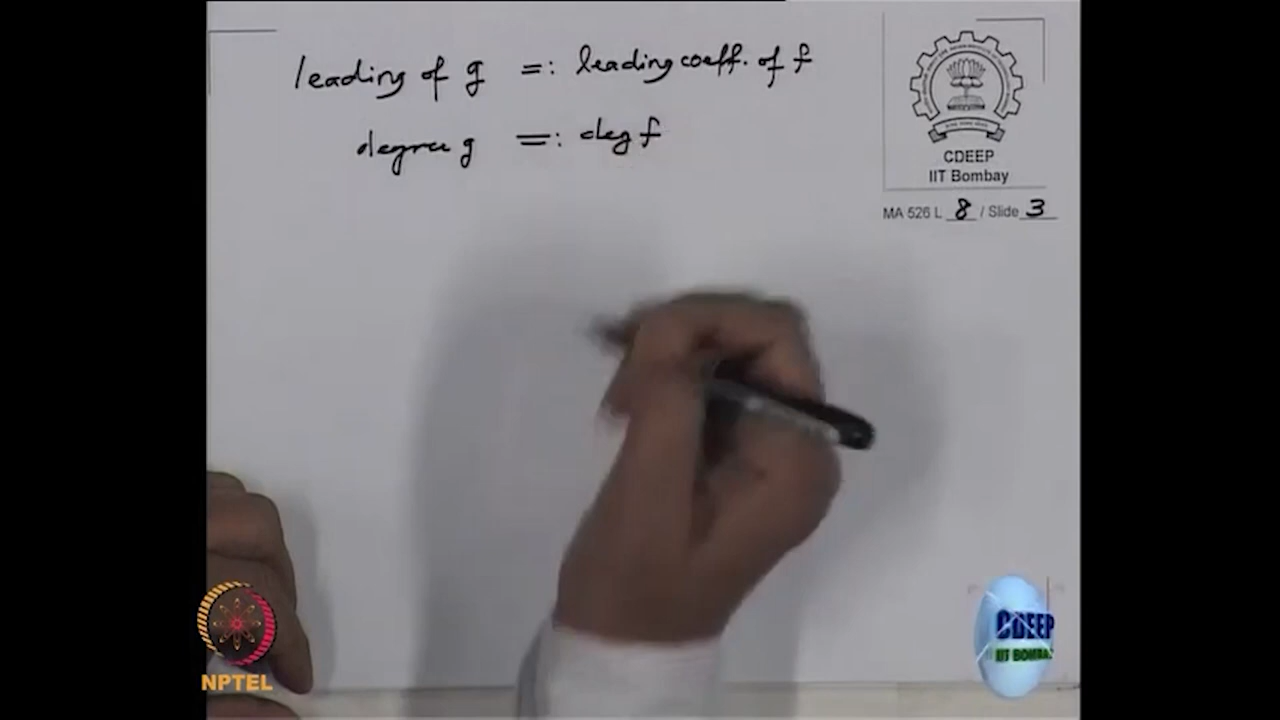 leading of g =: leading coeff. of f
degree g =: deg f
CDEEP
IIT Bombay
MA 526 L 8 / Slide 3
NPTEL
CDEEP
IIT BOMBAY